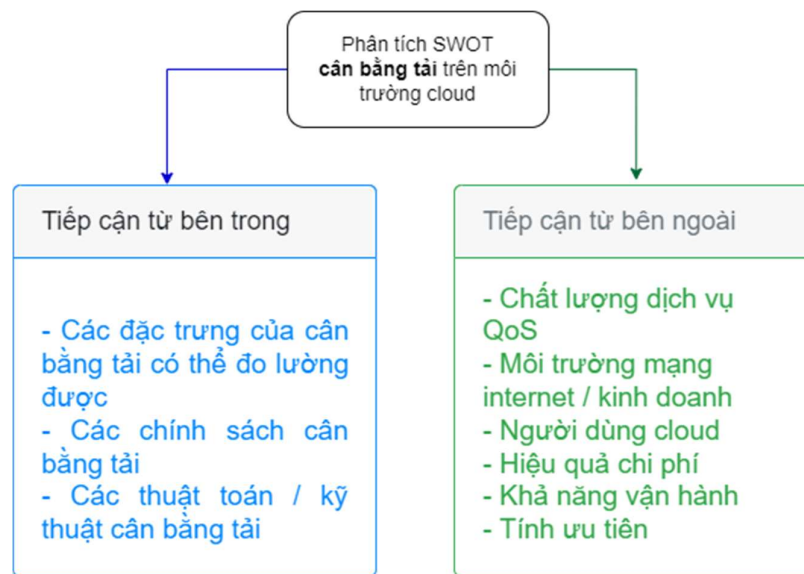 Phân tích SWOT
cân bằng tải trên môi
trường cloud
Tiếp cận từ bên trong
- Các đặc trưng của cân
bằng tải có thể đo lường
được
- Các chính sách cân
bằng tải
- Các thuật toán / kỹ
thuật cân bằng tải
Tiếp cận từ bên ngoài
- Chất lượng dịch vụ
QoS
- Môi trường mạng
internet / kinh doanh
- Người dùng cloud
- Hiệu quả chi phí
- Khả năng vận hành
- Tính ưu tiên